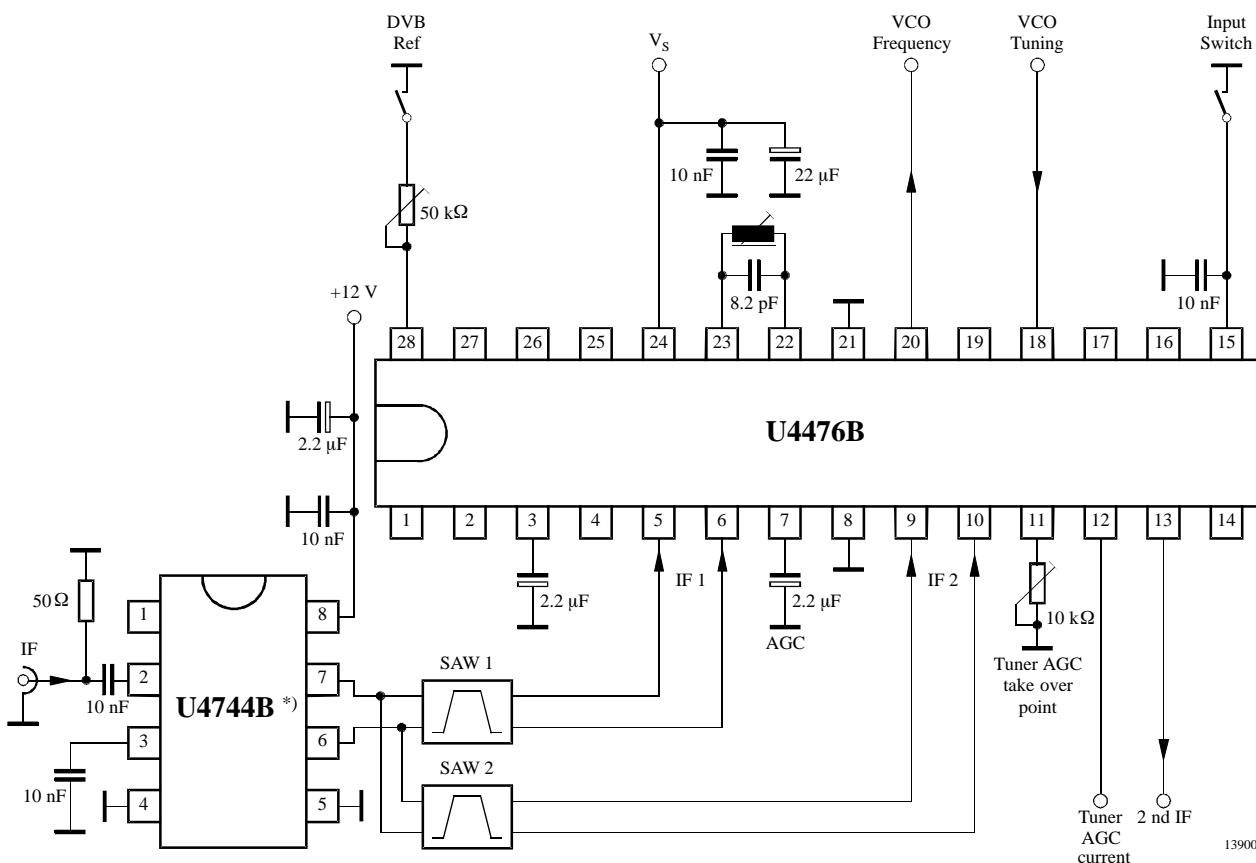 DVB
Ref
V_S
VCO
Frequency
VCO
Tuning
Input
Switch
10 nF
22 µF
50 kΩ
8.2 pF
10 nF
+12 V
28
27
26
25
24
23
22
21
20
19
18
17
16
15
U4476B
2.2 µF
10 nF
1
2
3
4
5
6
7
8
9
10
11
12
13
14
2.2 µF
IF 1
2.2 µF
AGC
IF 2
10 kΩ
Tuner AGC
take over
point
50 Ω
IF
10 nF
10 nF
1
2
3
4
8
7
6
5
U4744B *)
SAW 1
SAW 2
Tuner
AGC
current
2 nd IF
13900